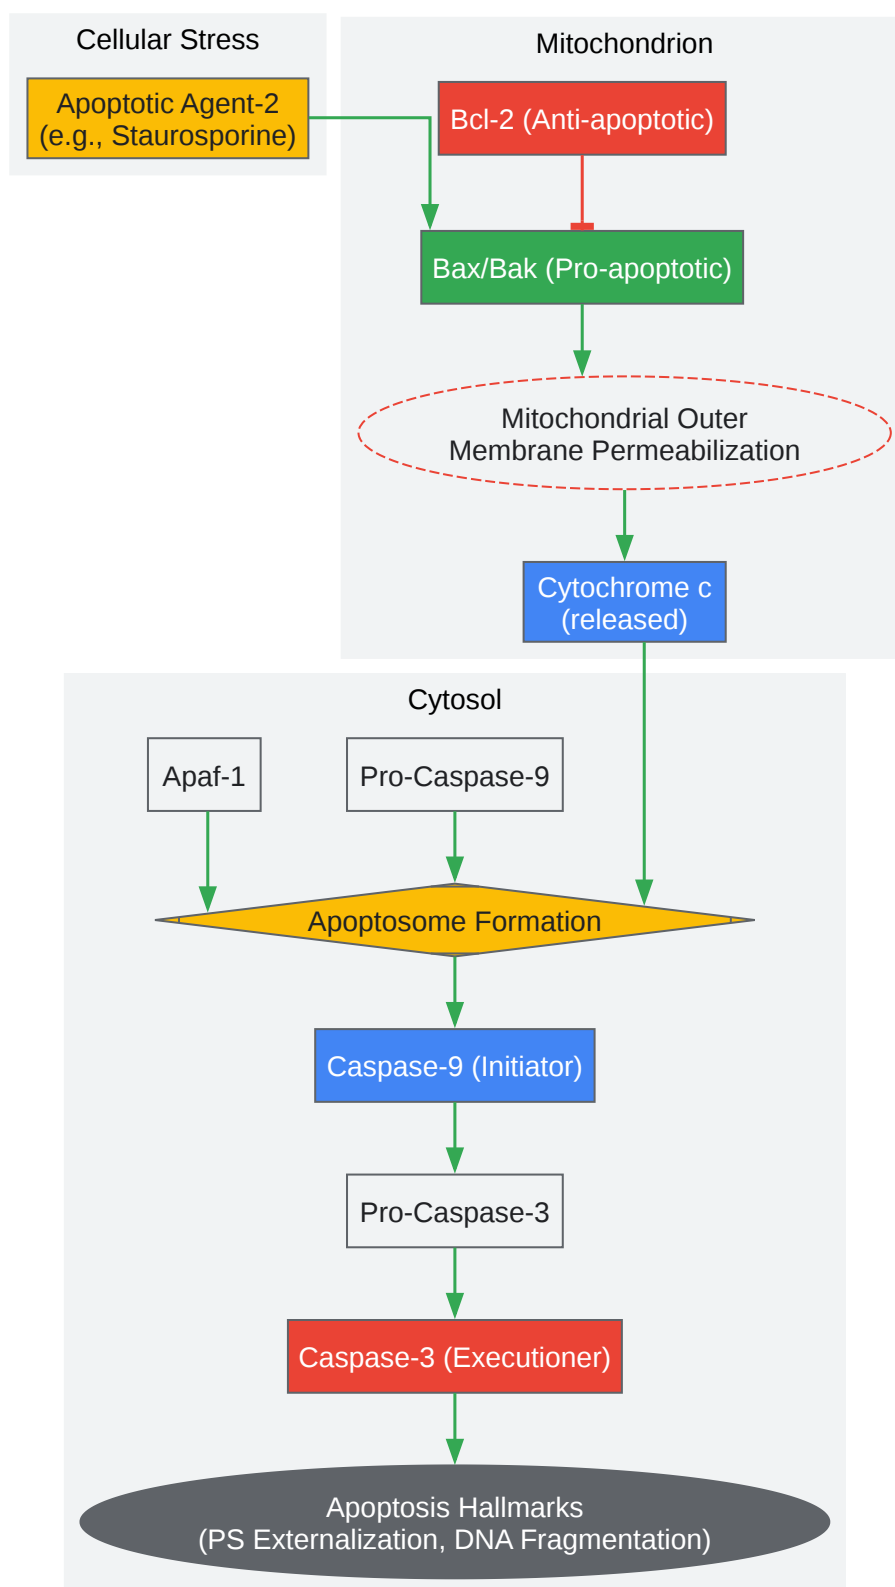 Cellular Stress
Apoptotic Agent-2
(e.g., Staurosporine)
Mitochondrion
Bcl-2 (Anti-apoptotic)
Bax/Bak (Pro-apoptotic)
Mitochondrial Outer
Membrane Permeabilization
Cytochrome c
(released)
Cytosol
Apaf-1
Pro-Caspase-9
Apoptosome Formation
Caspase-9 (Initiator)
Pro-Caspase-3
Caspase-3 (Executioner)
Apoptosis Hallmarks
(PS Externalization, DNA Fragmentation)